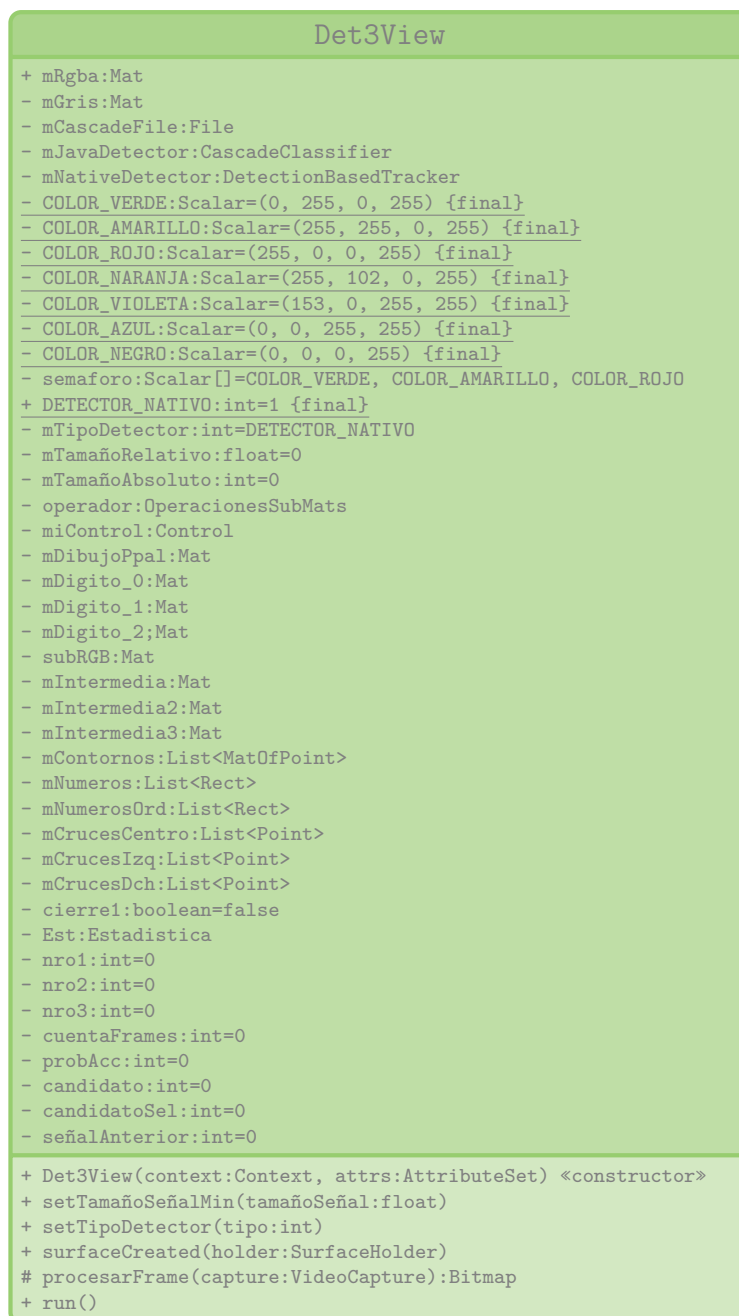 Det3View
+ mRgba:Mat
- mGris:Mat
- mCascadeFile:File
- mJavaDetector:CascadeClassifier
- mNativeDetector:DetectionBasedTracker
- COLOR_VERDE:Scalar=(0, 255, 0, 255) {final}
- COLOR_AMARILLO:Scalar=(255, 255, 0, 255) {final}
- COLOR_ROJO:Scalar=(255, 0, 0, 255) {final}
- COLOR_NARANJA:Scalar=(255, 102, 0, 255) {final}
- COLOR_VIOLETA:Scalar=(153, 0, 255, 255) {final}
- COLOR_AZUL:Scalar=(0, 0, 255, 255) {final}
- COLOR_NEGRO:Scalar=(0, 0, 0, 255) {final}
- semaforo:Scalar[]=COLOR_VERDE, COLOR_AMARILLO, COLOR_ROJO
+ DETECTOR_NATIVO:int=1 {final}
- mTipoDetector:int=DETECTOR_NATIVO
- mTamañoRelativo:float=0
- mTamañoAbsoluto:int=0
- operador:OperacionesSubMats
- miControl:Control
- mDibujoPpal:Mat
- mDigito_0:Mat
- mDigito_1:Mat
- mDigito_2;Mat
- subRGB:Mat
- mIntermedia:Mat
- mIntermedia2:Mat
- mIntermedia3:Mat
- mContornos:List<MatOfPoint>
- mNumeros:List<Rect>
- mNumerosOrd:List<Rect>
- mCrucesCentro:List<Point>
- mCrucesIzq:List<Point>
- mCrucesDch:List<Point>
- cierre1:boolean=false
- Est:Estadistica
- nro1:int=0
- nro2:int=0
- nro3:int=0
- cuentaFrames:int=0
- probAcc:int=0
- candidato:int=0
- candidatoSel:int=0
- señalAnterior:int=0
+ Det3View(context:Context, attrs:AttributeSet) «constructor»
+ setTamañoSeñalMin(tamañoSeñal:float)
+ setTipoDetector(tipo:int)
+ surfaceCreated(holder:SurfaceHolder)
# procesarFrame(capture:VideoCapture):Bitmap
+ run()